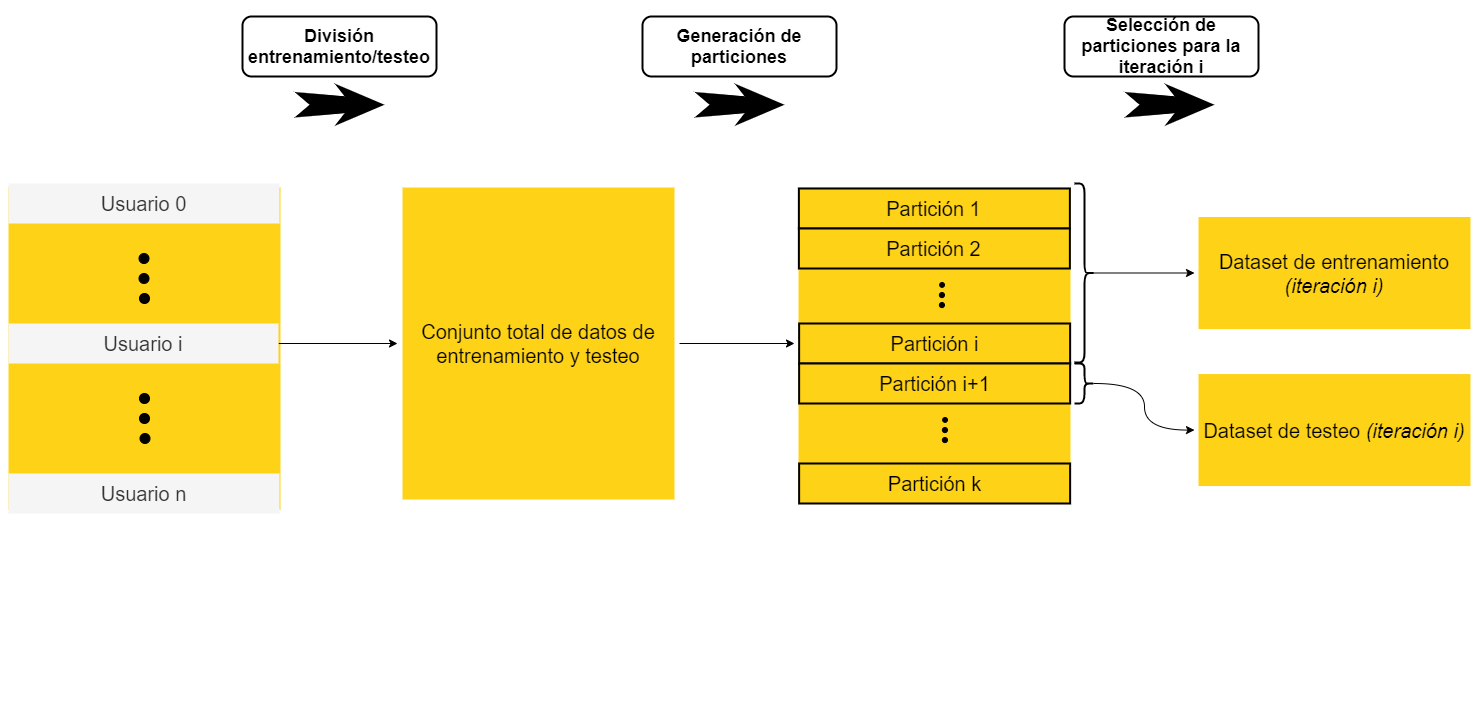 División
entrenamiento/testeo
Generación de
particiones
Selección de
particiones para la
iteración i
Usuario 0
Usuario i
Usuario n
Conjunto total de datos de
entrenamiento y testeo
Partición 1
Partición 2
Partición i
Partición i+1
Partición k
Dataset de entrenamiento
(iteración i)
Dataset de testeo (iteración i)